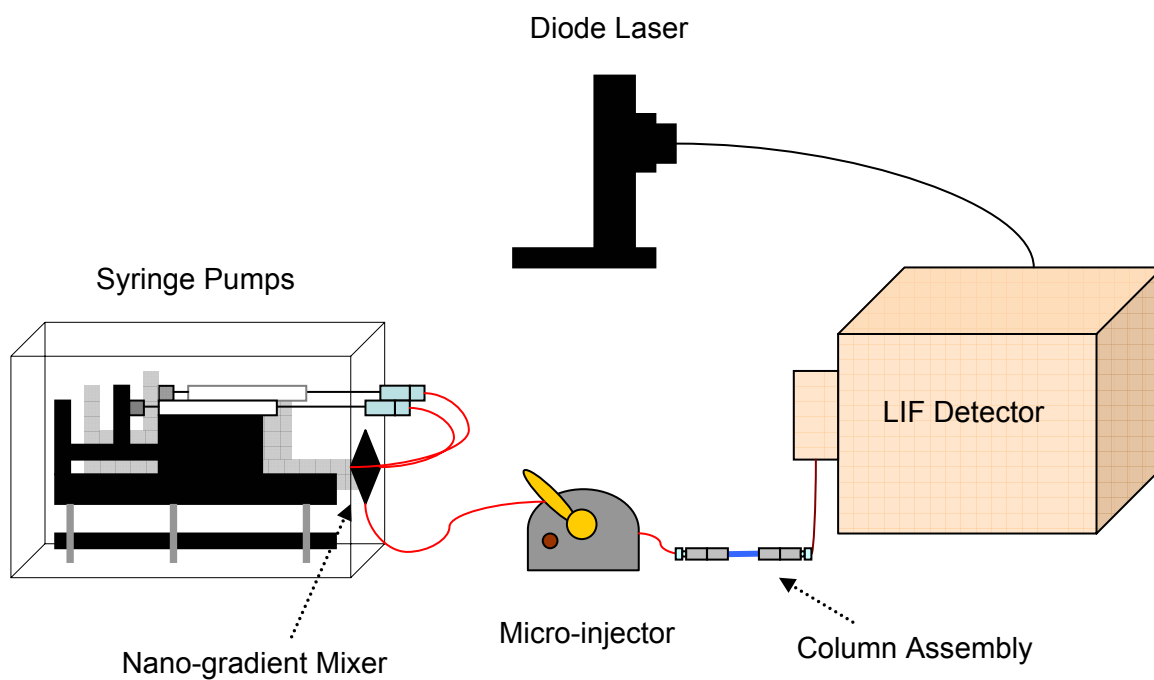 Diode Laser
Syringe Pumps
LIF Detector
Micro-injector
Column Assembly
Nano-gradient Mixer